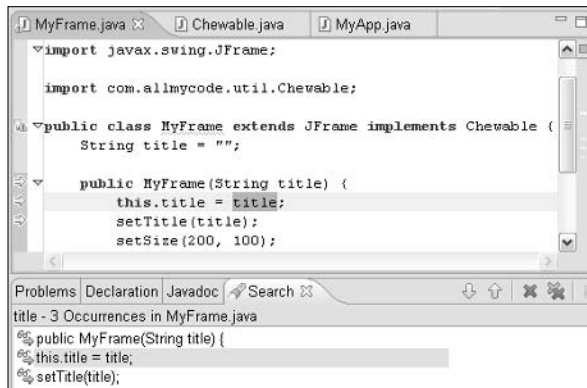 MyFrame.java Chewable.java MyApp.java
import javax.swing.JFrame;
import com.allmycode.util.Chewable;
public class MyFrame extends JFrame implements Chewable {
String title = "";
public MyFrame(String title) {
this.title = title;
setTitle(title);
setSize(200, 100);
Problems Declaration Javadoc Search
title - 3 Occurrences in MyFrame.java
public MyFrame(String title) {
this.title = title;
setTitle(title);